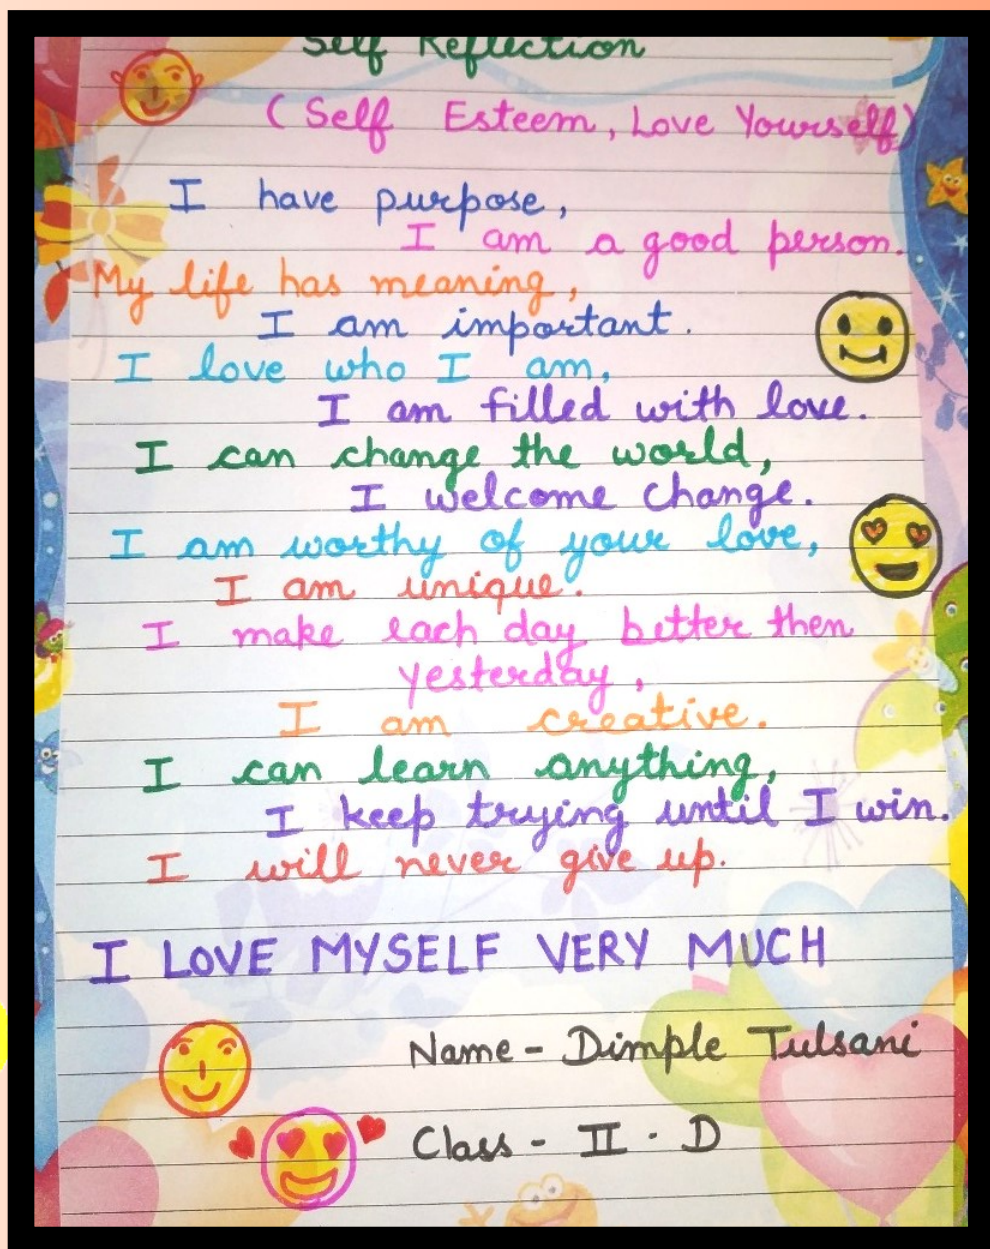 Self Reflection
(Self Esteem, Love Yourself)
I have purpose,
I am a good person.
My life has meaning,
I am important.
I love who I am,
I am filled with love.
I can change the world,
I welcome change.
I am worthy of your love,
I am unique.
I make each day better then
yesterday,
I am creative.
I can learn anything,
I keep trying until I win.
I will never give up.
I LOVE MYSELF VERY MUCH
Name - Dimple Tulsani
Class - II . D